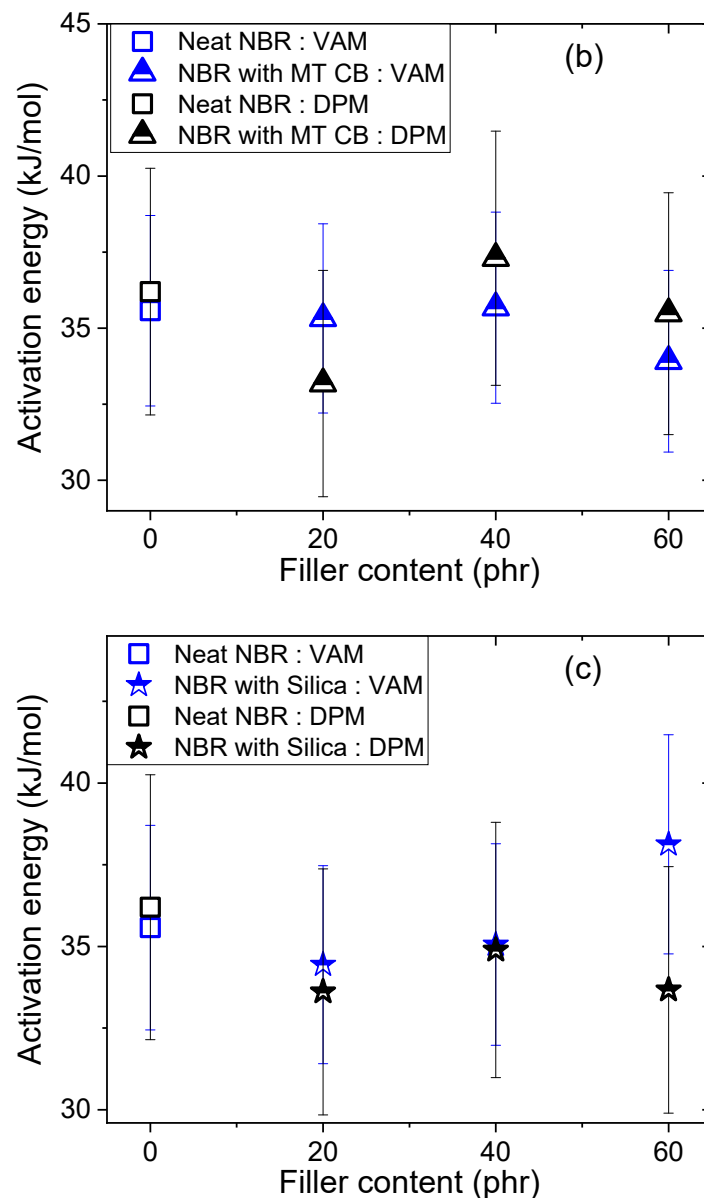 45
Neat NBR : VAM
NBR with MT CB : VAM
Neat NBR : DPM
NBR with MT CB : DPM
(b)
40
35
30
Activation energy (kJ/mol)
0 20 40 60
Filler content (phr)
Neat NBR : VAM
NBR with Silica : VAM
Neat NBR : DPM
NBR with Silica : DPM
(c)
40
35
30
Activation energy (kJ/mol)
0 20 40 60
Filler content (phr)